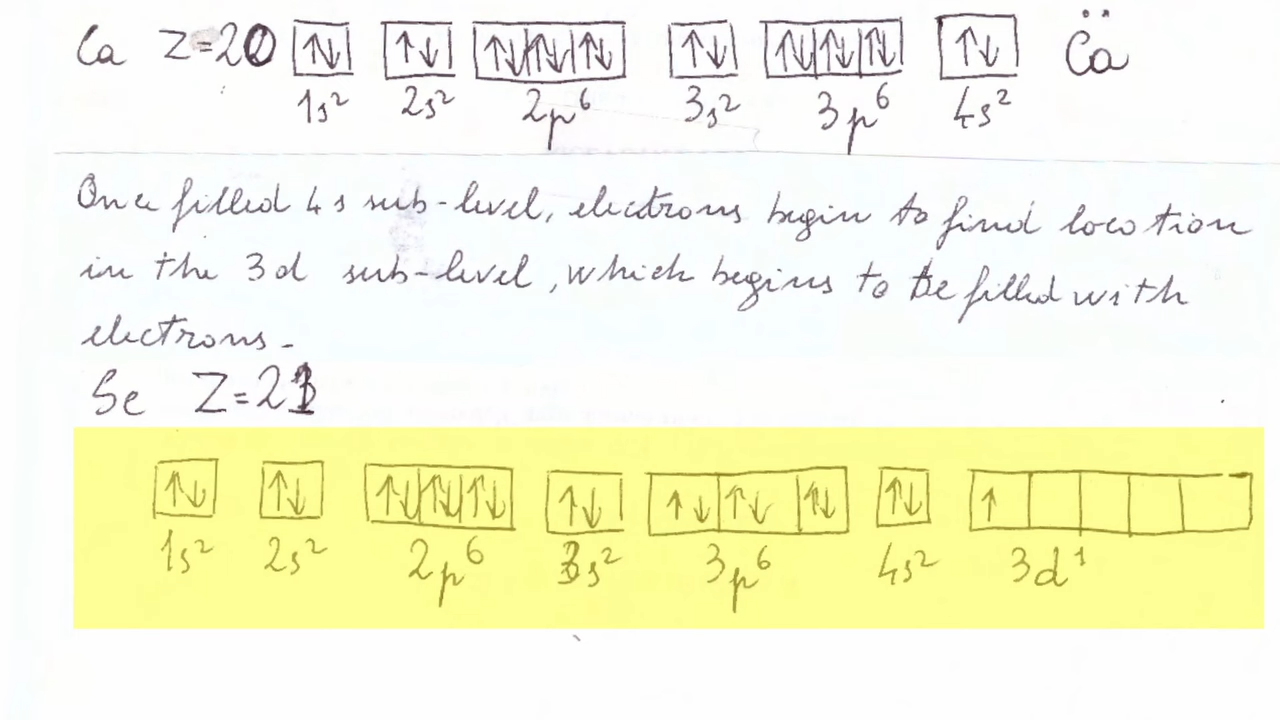 Ca Z=20 ↑↓ ↑↓ ↑↓ ↑↓ ↑↓ ↑↓ ↑↓ ↑↓ ↑↓ ↑↓ C̈a
1s² 2s² 2p⁶ 3s² 3p⁶ 4s²
Once filled 4s sub-level, electrons begin to find location
in the 3d sub-level, which begins to be filled with
electrons.
Sc Z=21
↑↓ ↑↓ ↑↓ ↑↓ ↑↓ ↑↓ ↑↓ ↑↓ ↑↓ ↑↓ ↑
1s² 2s² 2p⁶ 3s² 3p⁶ 4s² 3d¹